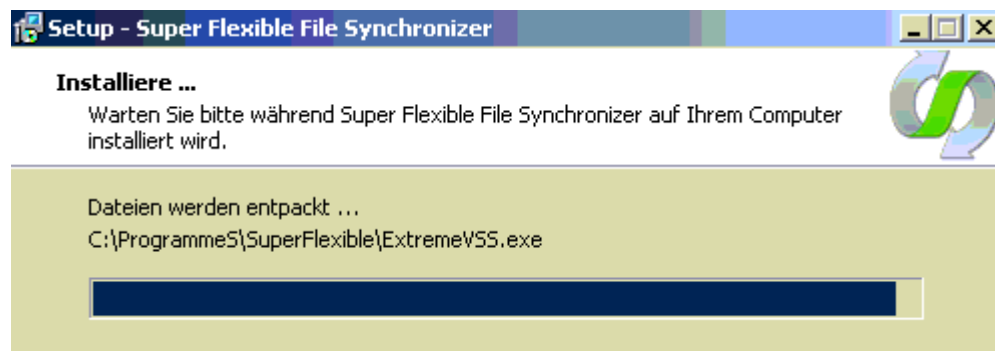 Setup - Super Flexible File Synchronizer
Installiere ...
Warten Sie bitte während Super Flexible File Synchronizer auf Ihrem Computer
installiert wird.
Dateien werden entpackt ...
C:\ProgrammeS\SuperFlexible\ExtremeVSS.exe